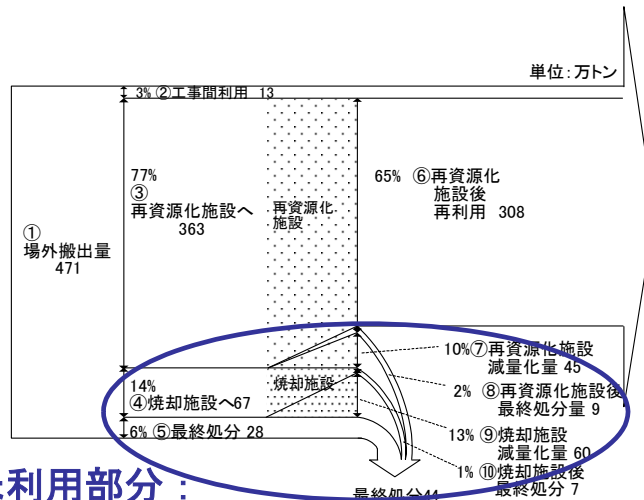 単位：万トン
3% ②工事間利用 13
77%
③
再資源化施設へ
363
再資源化
施設
65% ⑥再資源化
施設後
再利用 308
①
場外搬出量
471
10%⑦再資源化施設
減量化量 45
14%
④焼却施設へ67
焼却施設
2% ⑧再資源化施設後
最終処分量 9
6% ⑤最終処分 28
13% ⑨焼却施設
減量化量 60
1% ⑩焼却施設後
最終処分 7
最終処分44
利用部分：